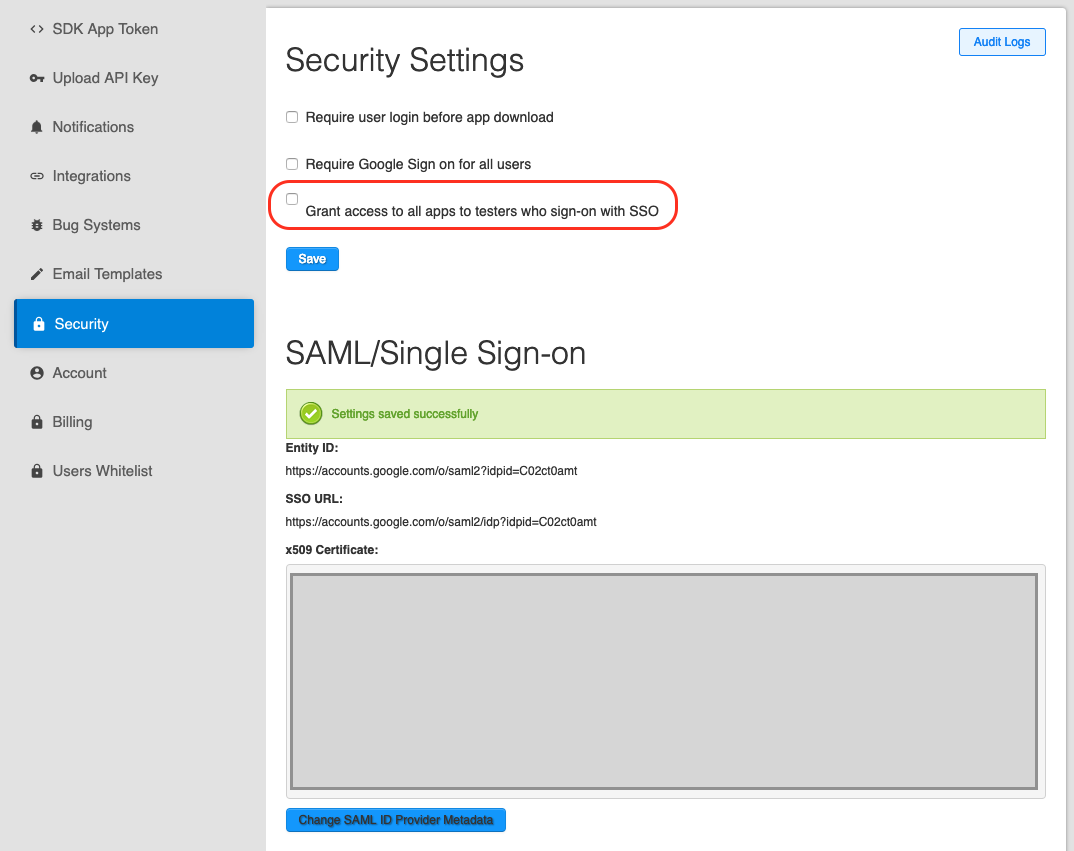 SDK App Token
Upload API Key
Notifications
Integrations
Bug Systems
Email Templates
Security
Account
Billing
Users Whitelist
Audit Logs
Security Settings
Require user login before app download
Require Google Sign on for all users
Grant access to all apps to testers who sign-on with SSO
Save
SAML/Single Sign-on
Settings saved successfully
Entity ID:
https://accounts.google.com/o/saml2?idpid=C02ct0amt
SSO URL:
https://accounts.google.com/o/saml2/idp?idpid=C02ct0amt
x509 Certificate:
Change SAML ID Provider Metadata